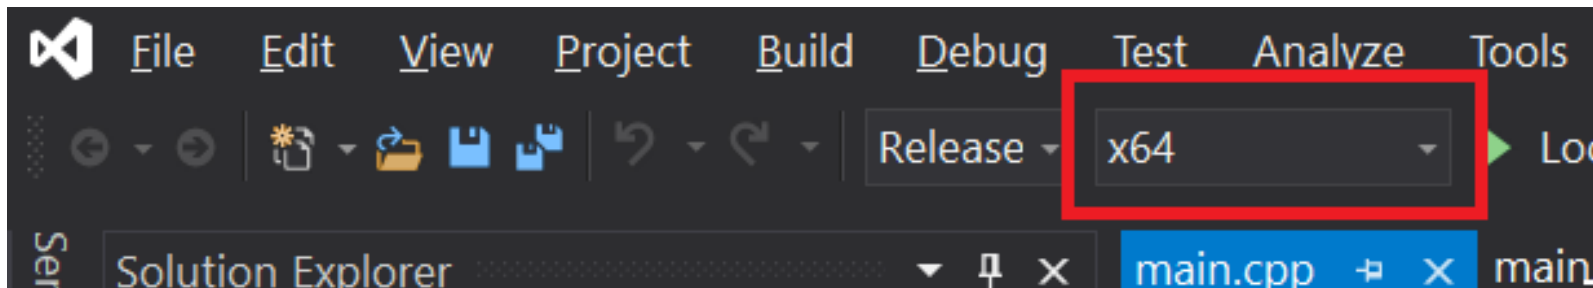 File Edit View Project Build Debug Test Analyze Tools
Release x64
Solution Explorer main.cpp